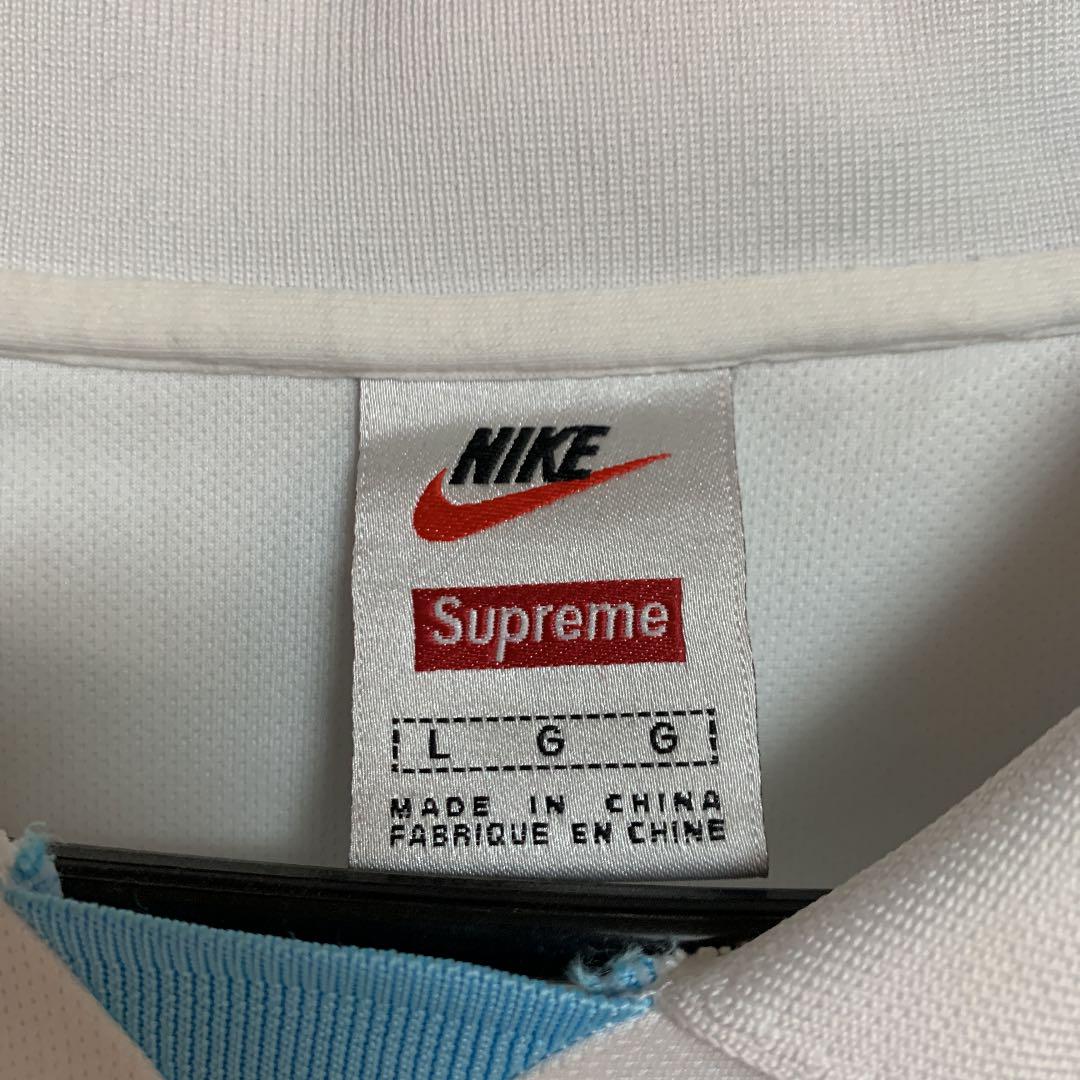 NIKE
Supreme
L G G
MADE IN CHINA
FABRIQUE EN CHINE